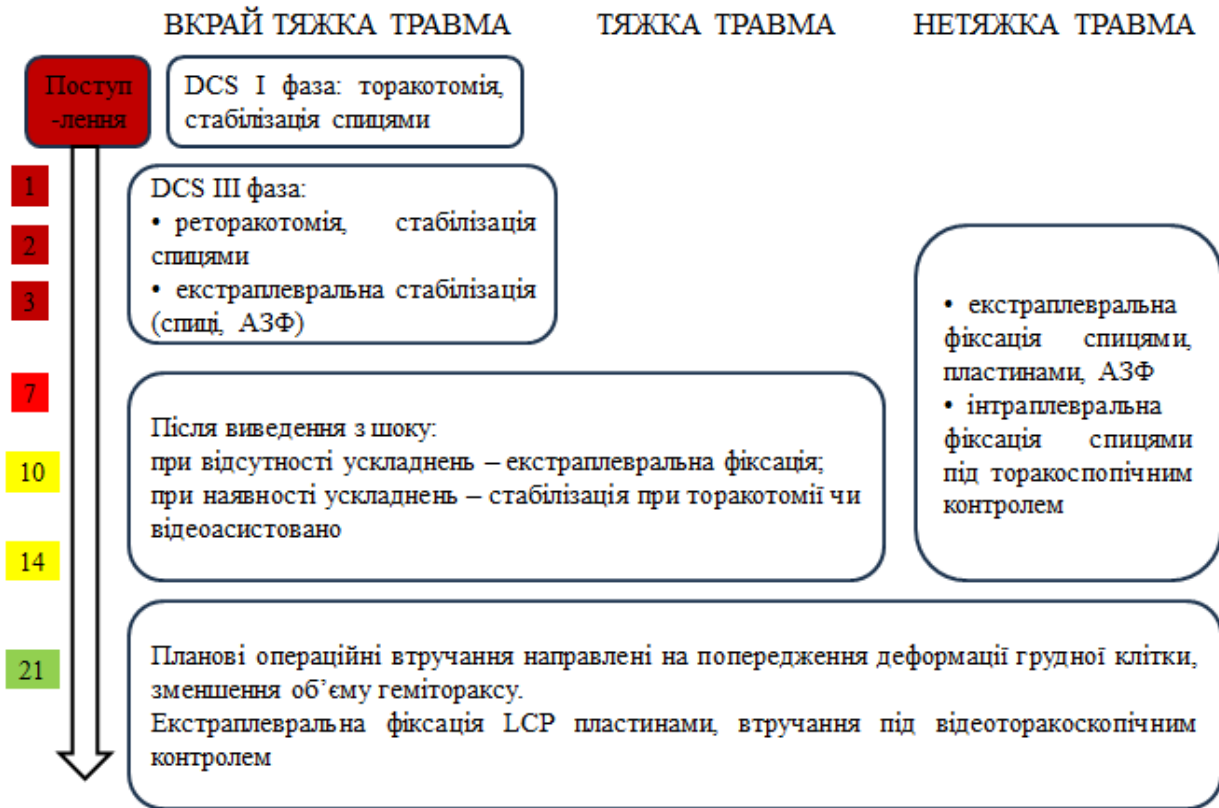 ВКРАЙ ТЯЖКА ТРАВМА
ТЯЖКА ТРАВМА
НЕТЯЖКА ТРАВМА
Поступ
-лення
DCS I фаза: торакотомія,
стабілізація спицями
1
2
3
7
10
14
21
DCS III фаза:
• реторакотомія, стабілізація
спицями
• екстраплевральна стабілізація
(спиці, АЗФ)
• екстраплевральна
фіксація спицями,
пластинами, АЗФ
• інтраплевральна
фіксація спицями
під торакоспопічним
контролем
Після виведення з шоку:
при відсутності ускладнень – екстраплевральна фіксація;
при наявності ускладнень – стабілізація при торакотомії чи
відеоасистовано
Планові операційні втручання направлені на попередження деформації грудної клітки,
зменшення об’єму гемітораксу.
Екстраплевральна фіксація LCP пластинами, втручання під відеоторакоскопічним
контролем